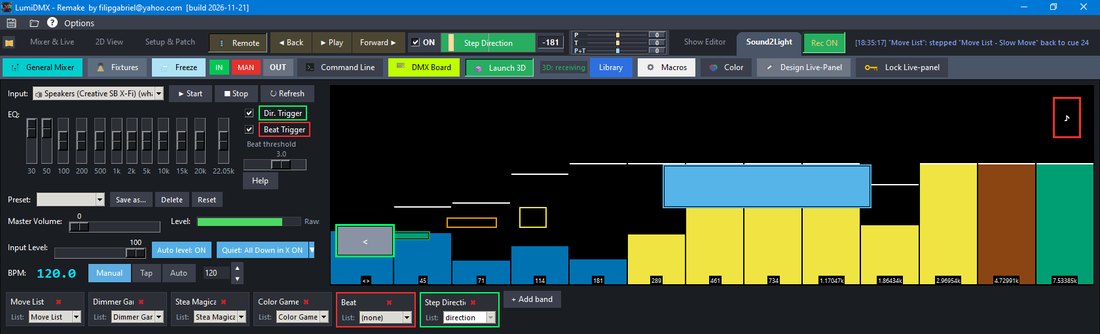 LumiDMX - Remake by filipgabriel@yahoo.com [build 2026-11-21]
Options
Mixer & Live 2D View Setup & Patch Remote ◄ Back ► Play Forward ► ON Step Direction -181 P 0 T 0 P+T 0 Show Editor Sound2Light Rec ON [18:35:17] "Move List": stepped "Move List - Slow Move" back to cue 24
General Mixer Fixtures Freeze IN MAN OUT Command Line DMX Board Launch 3D 3D: receiving Library Macros Color Design Live-Panel Lock Live-panel
Input: Speakers (Creative SB X-Fi) (wha ► Start ■ Stop ↻ Refresh
EQ:
Dir. Trigger
Beat Trigger
Beat threshold
3.0
Help
30 50 100 200 500 1k 2k 5k 10k 15k 20k 22.05k
Preset: Save as... Delete Reset
Master Volume: 0 Level: Raw
Input Level: 100 Auto level: ON Quiet: All Down in X ON
BPM: 120.0 Manual Tap Auto 120
♪
<
<> 45 71 114 181 289 461 734 1.17047k 1.86434k 2.96954k 4.72991k 7.53385k
Move List Dimmer Gar Stea Magica Color Game Beat Step Directio + Add band
List: Move List List: Dimmer Gar List: Stea Magica List: Color Game List: (none) List: direction